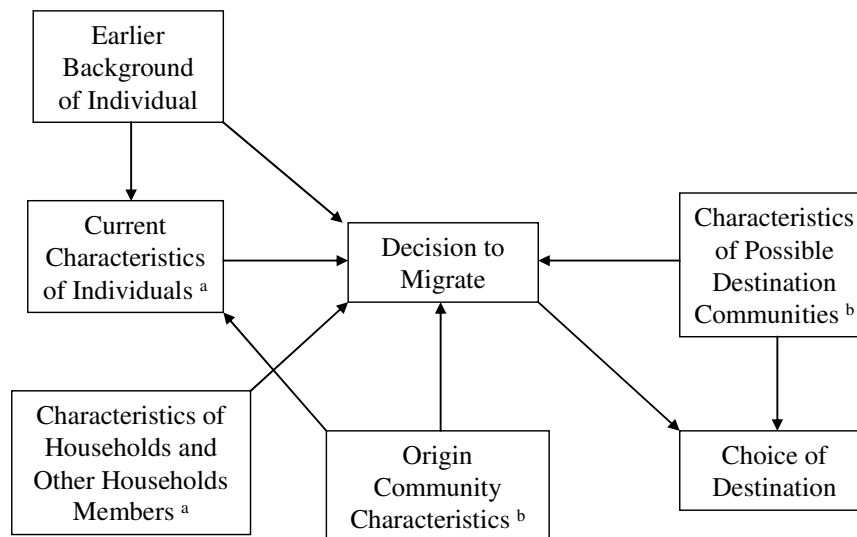 Earlier
Background
of Individual
Current
Characteristics
of Individuals ᵃ
Decision to
Migrate
Characteristics
of Possible
Destination
Communities ᵇ
Characteristics of
Households and
Other Households
Members ᵃ
Origin
Community
Characteristics ᵇ
Choice of
Destination